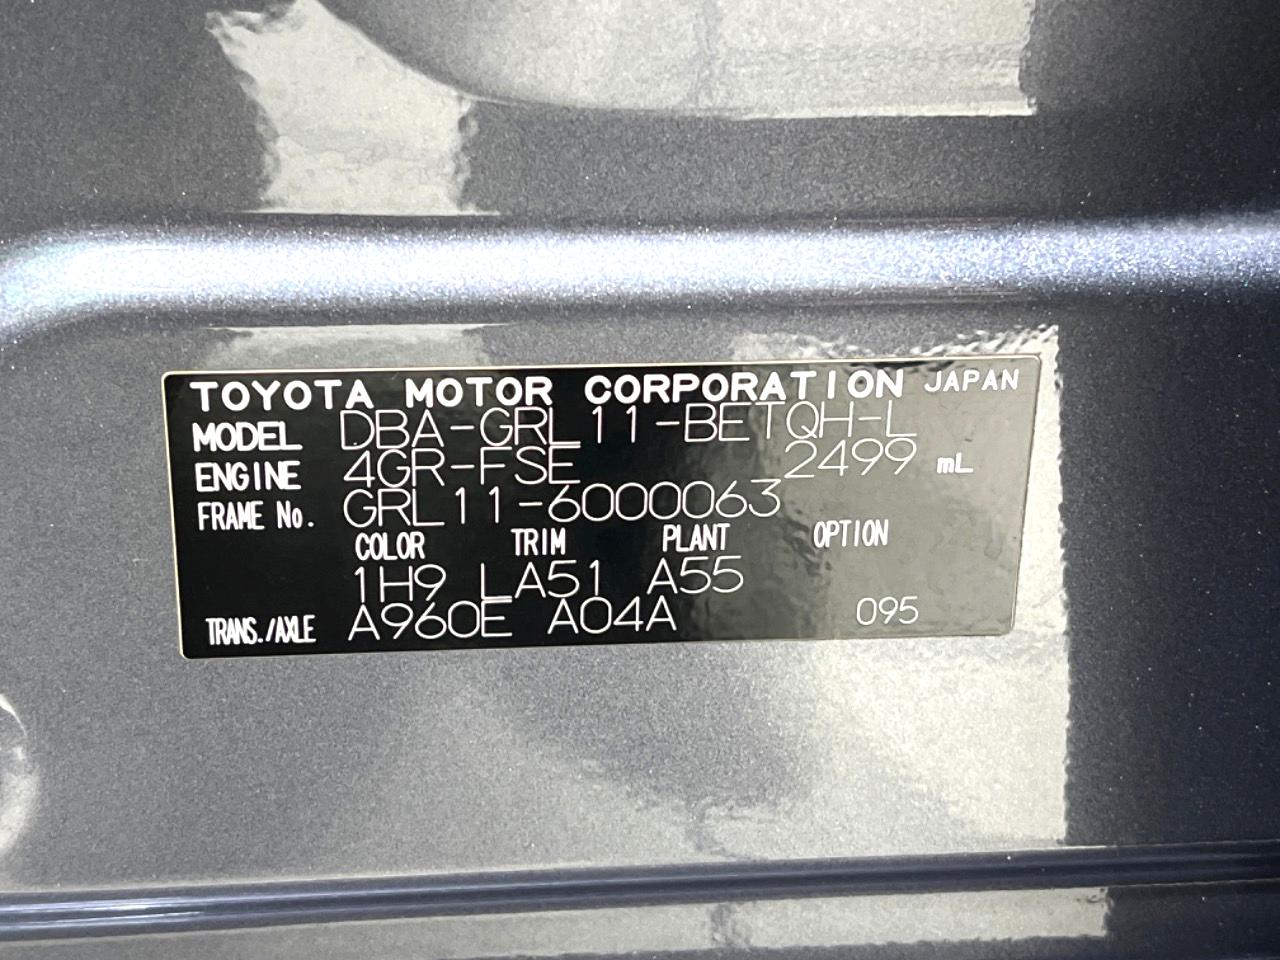 TOYOTA MOTOR CORPORATION JAPAN
MODEL DBA-GRL11-BETQH-L
ENGINE 4GR-FSE 2499 mL
FRAME No. GRL11-6000063
COLOR TRIM PLANT OPTION
1H9 LA51 A55
TRANS./AXLE A960E A04A 095